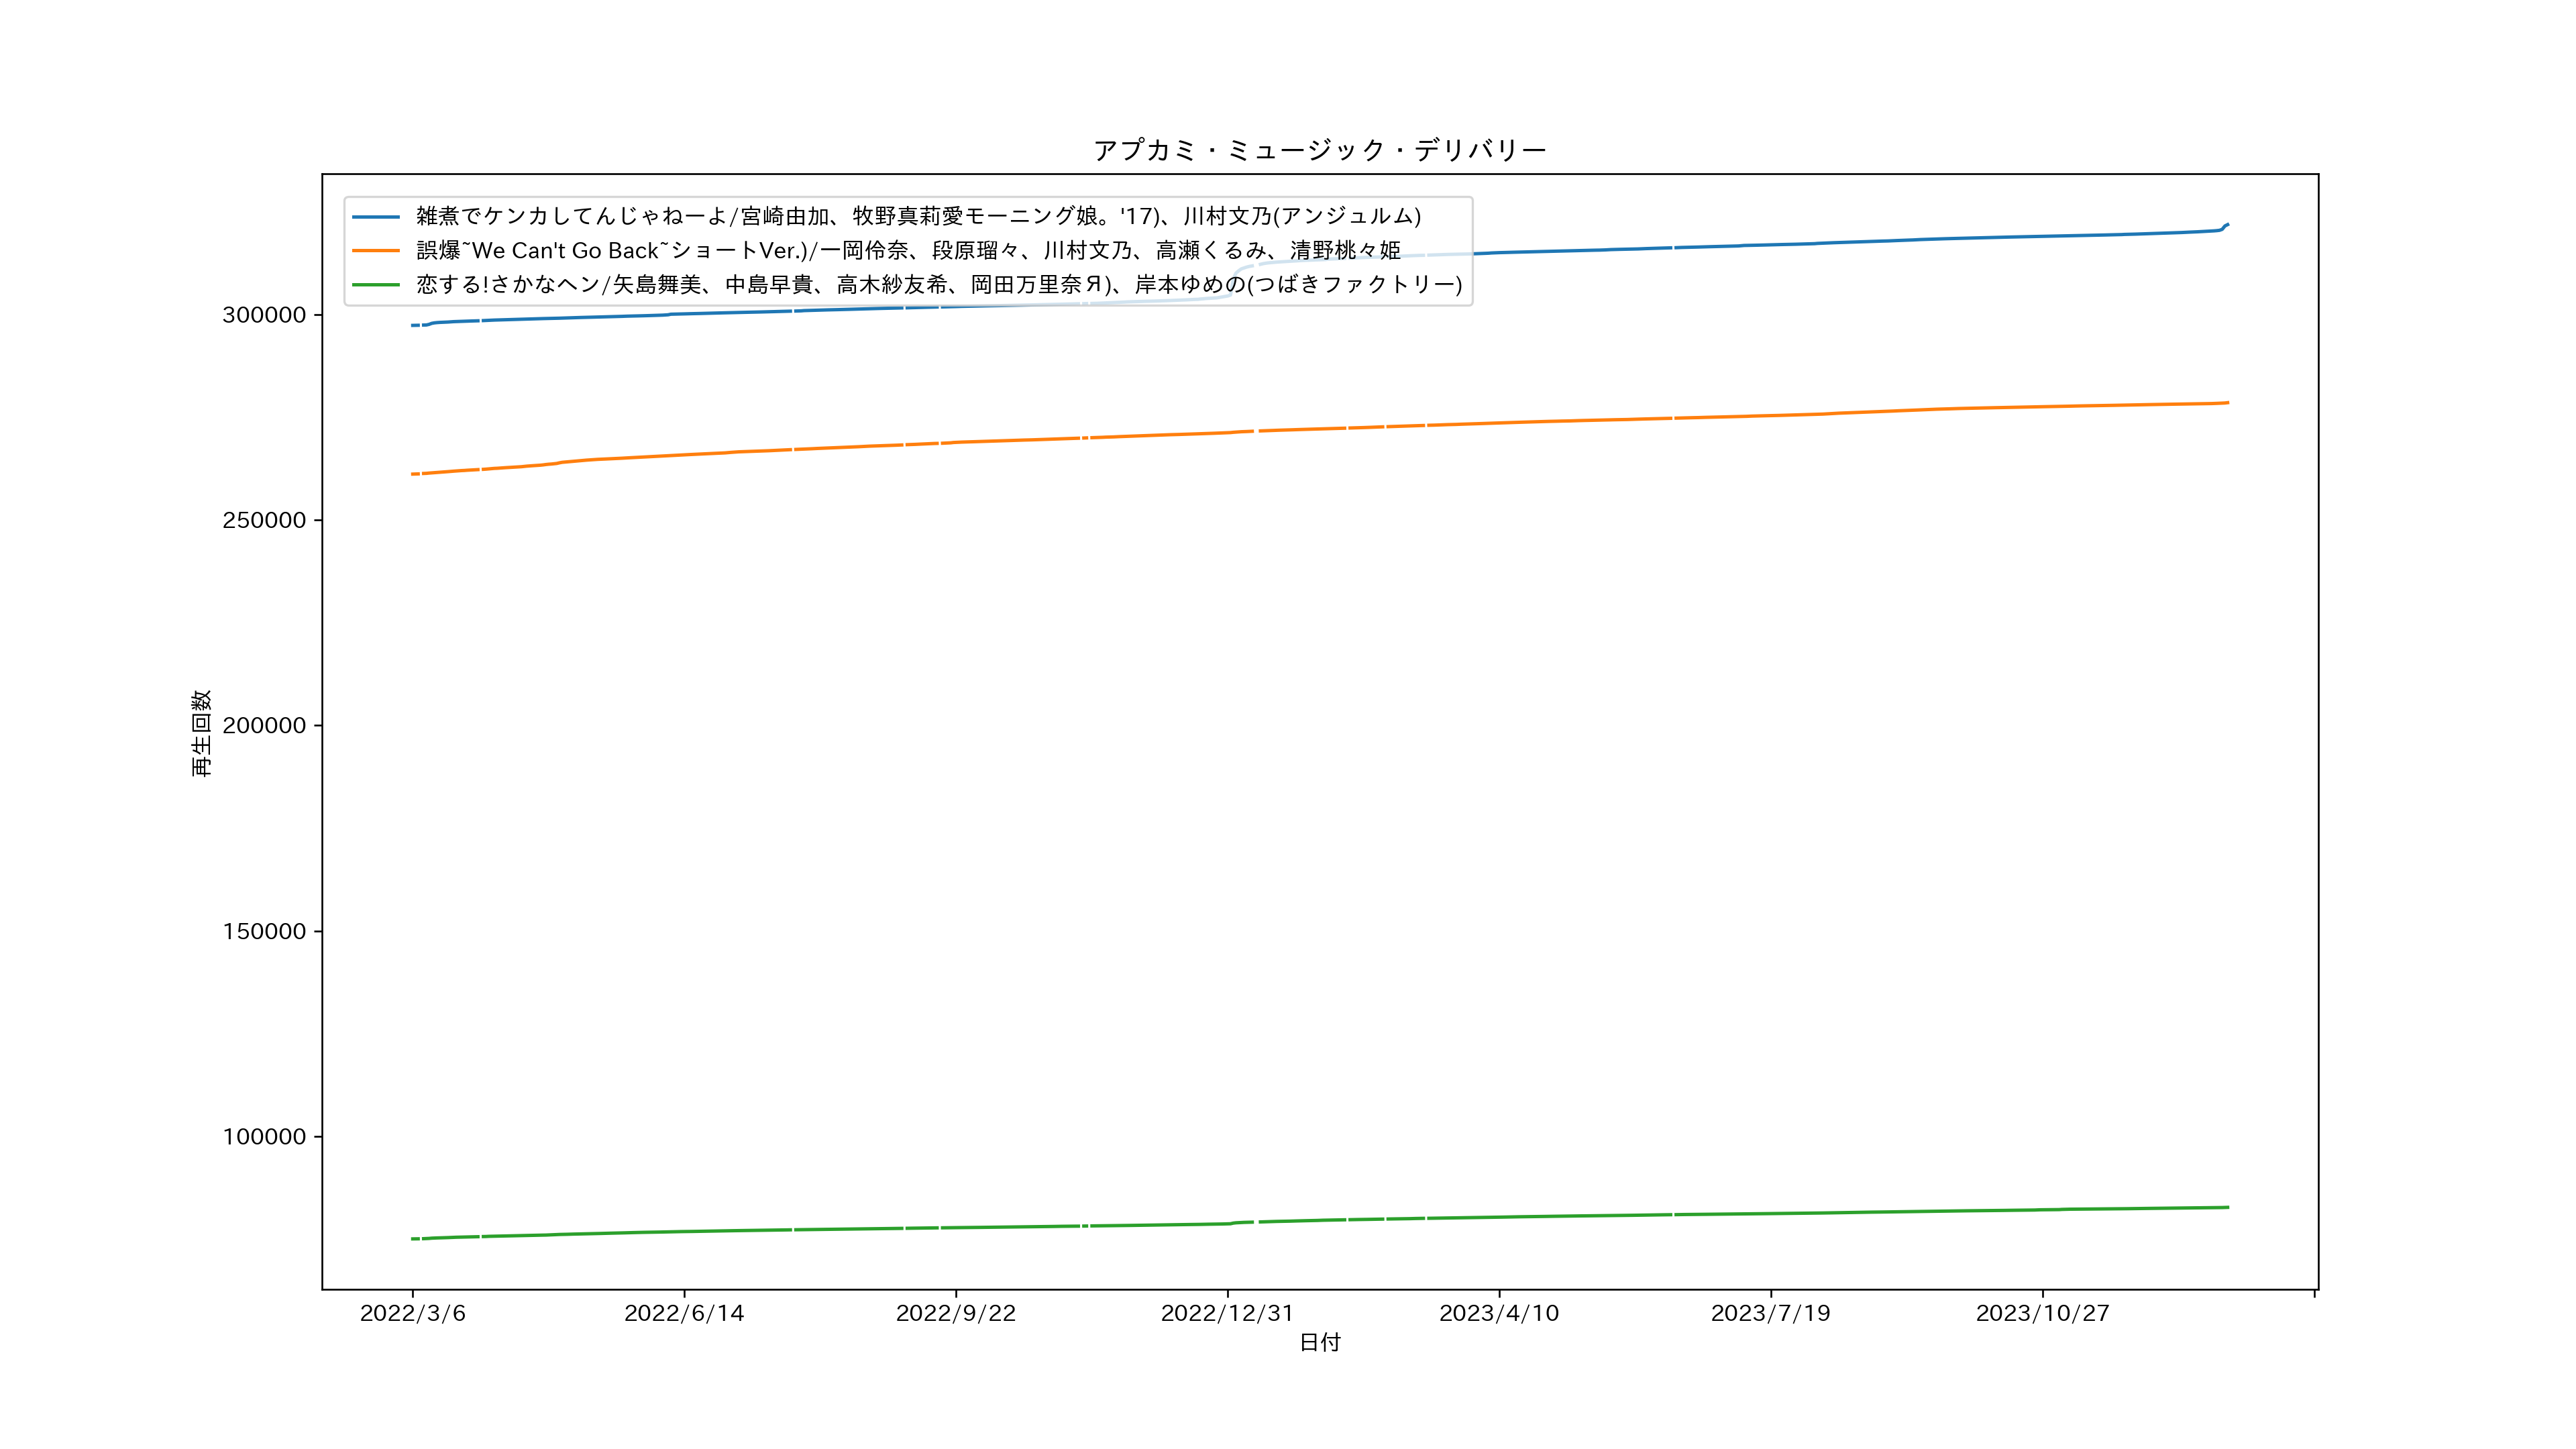 アプカミ・ミュージック・デリバリー
雑煮でケンカしてんじゃねーよ/宮崎由加、牧野真莉愛モーニング娘。'17)、川村文乃(アンジュルム)
誤爆~We Can't Go Back~ショートVer.)/一岡伶奈、段原瑠々、川村文乃、高瀬くるみ、清野桃々姫
恋する!さかなヘン/矢島舞美、中島早貴、高木紗友希、岡田万里奈Я)、岸本ゆめの(つばきファクトリー)
300000
250000
200000
150000
100000
再生回数
2022/3/6 2022/6/14 2022/9/22 2022/12/31 2023/4/10 2023/7/19 2023/10/27
日付